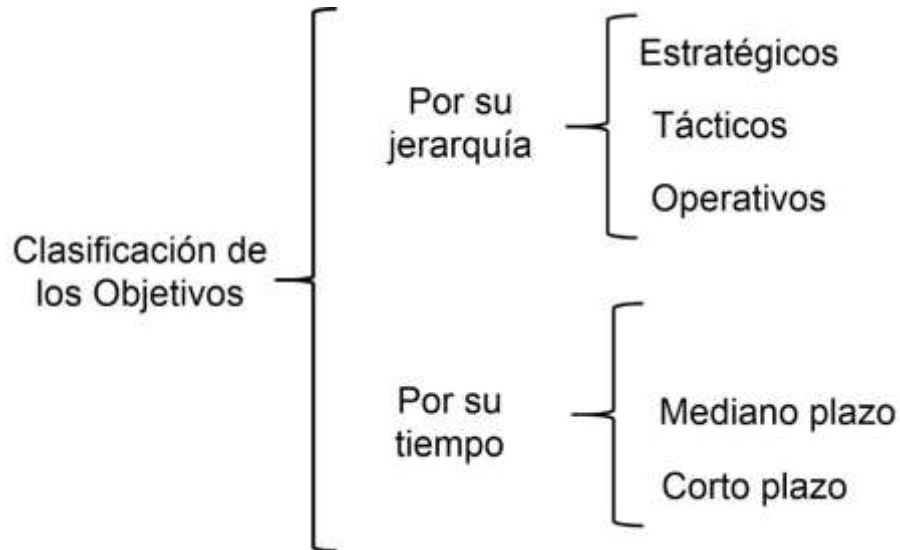 Clasificación de
los Objetivos
Por su
jerarquía
Estratégicos
Tácticos
Operativos
Por su
tiempo
Mediano plazo
Corto plazo